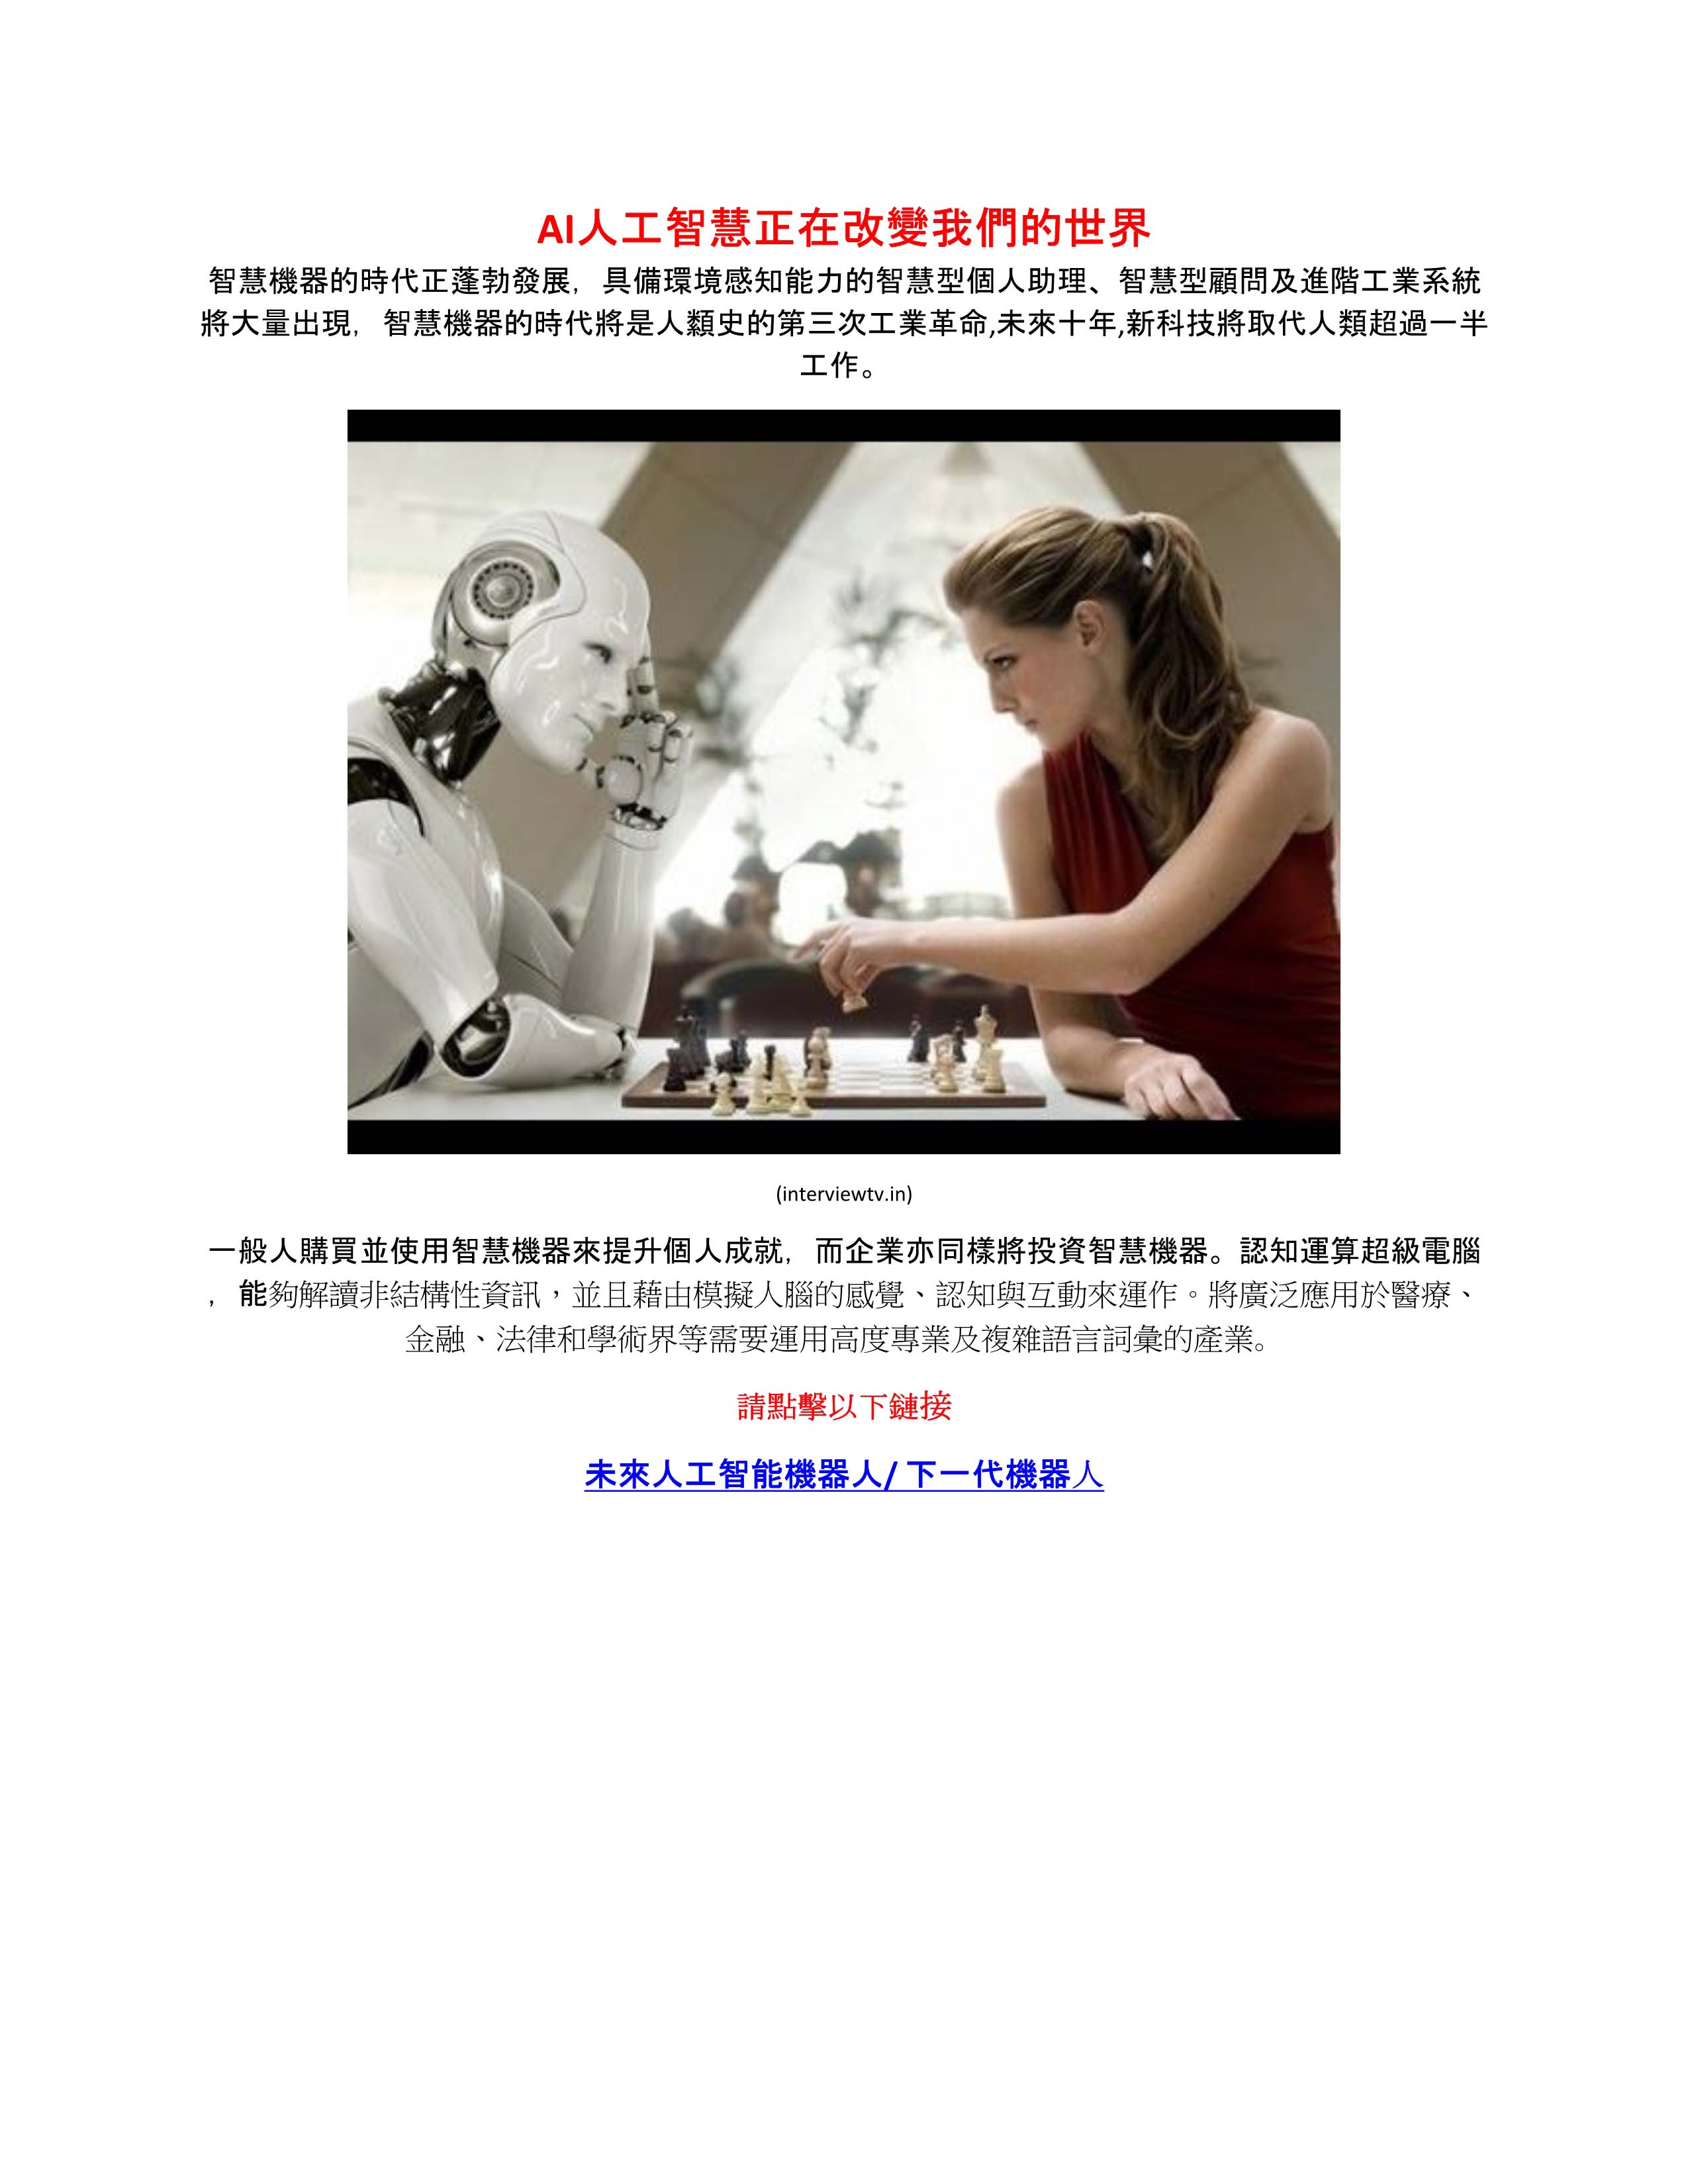 AI人工智慧正在改變我們的世界
智慧機器的時代正蓬勃發展，具備環境感知能力的智慧型個人助理、智慧型顧問及進階工業系統
將大量出現，智慧機器的時代將是人纇史的第三次工業革命,未來十年,新科技將取代人類超過一半
工作。
(interviewtv.in)
一般人購買並使用智慧機器來提升個人成就，而企業亦同樣將投資智慧機器。認知運算超級電腦
，能夠解讀非結構性資訊，並且藉由模擬人腦的感覺、認知與互動來運作。將廣泛應用於醫療、
金融、法律和學術界等需要運用高度專業及複雜語言詞彙的產業。
請點擊以下鏈接
未來人工智能機器人/ 下一代機器人